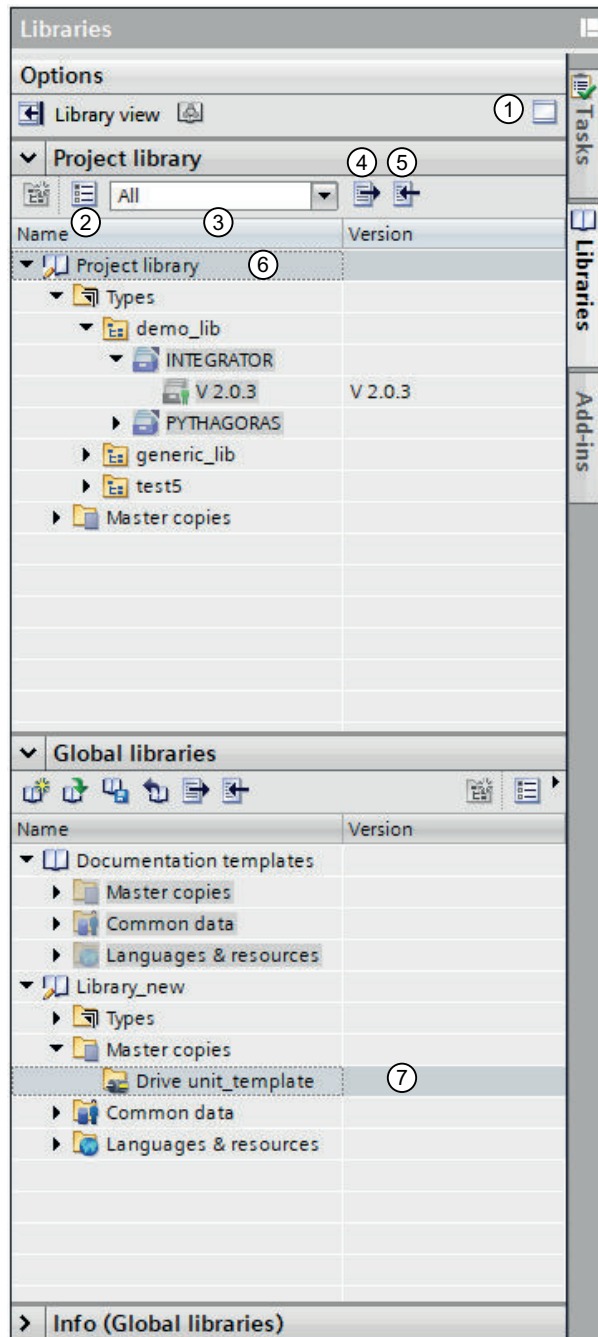 Libraries
Options
Library view
①
Project library
④ ⑤
All
② ③
Name Version
Project library ⑥
Types
demo_lib
INTEGRATOR
V 2.0.3 V 2.0.3
PYTHAGORAS
generic_lib
test5
Master copies
Global libraries
Name Version
Documentation templates
Master copies
Common data
Languages & resources
Library_new
Types
Master copies
Drive unit_template ⑦
Common data
Languages & resources
Info (Global libraries)
Tasks
Libraries
Add-ins